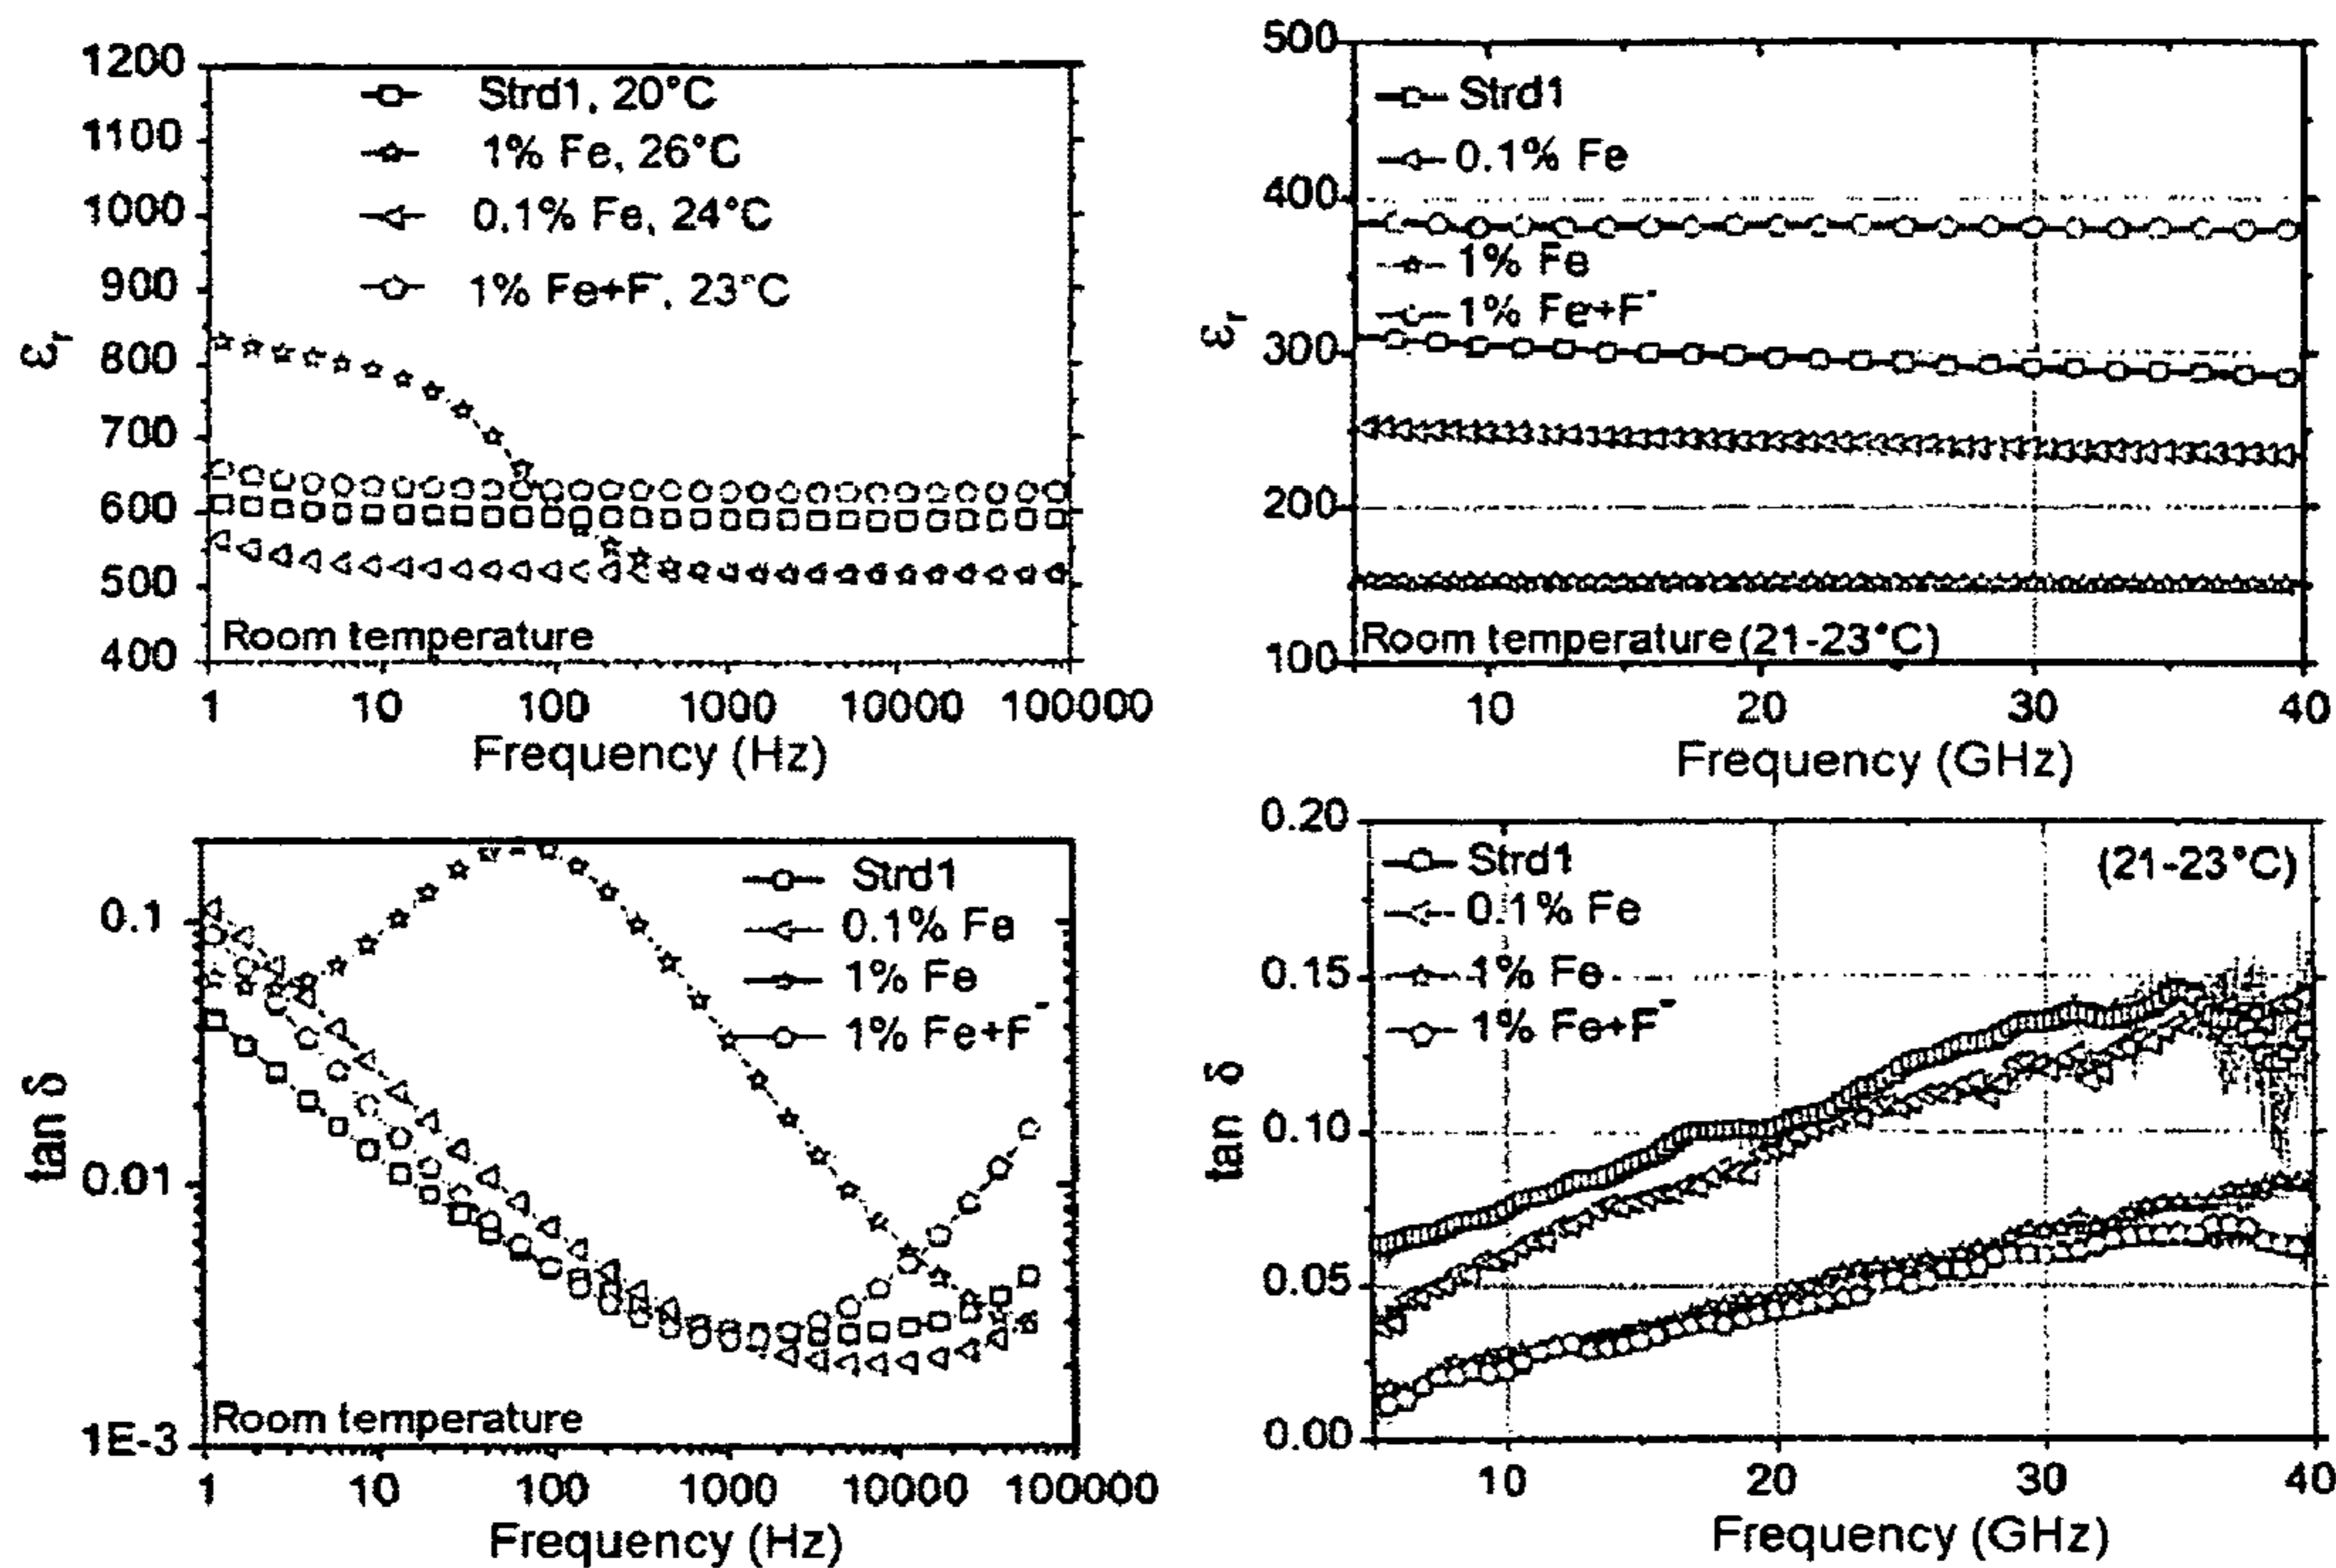 1200
1100
1000
900
800
700
600
500
400
εr
Strd1, 20°C
1% Fe, 26°C
0.1% Fe, 24°C
1% Fe+F-, 23°C
Room temperature
1 10 100 1000 10000 100000
Frequency (Hz)
500
400
300
200
100
εr
Strd1
0.1% Fe
1% Fe
1% Fe+F-
Room temperature (21-23°C)
10 20 30 40
Frequency (GHz)
0.1
0.01
1E-3
tan δ
Strd1
0.1% Fe
1% Fe
1% Fe+F-
Room temperature
1 10 100 1000 10000 100000
Frequency (Hz)
0.20
0.15
0.10
0.05
0.00
tan δ
Strd1
(21-23°C)
0.1% Fe
1% Fe
1% Fe+F-
10 20 30 40
Frequency (GHz)